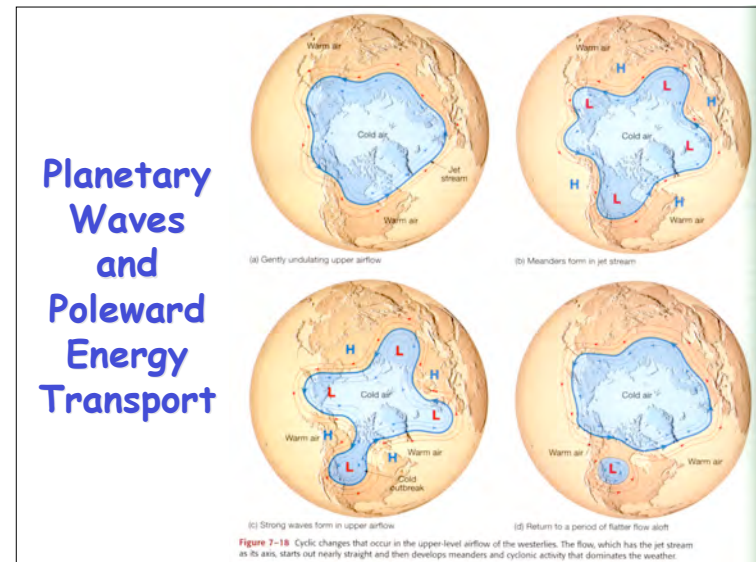 Planetary
Waves
and
Poleward
Energy
Transport
Warm air
Cold air
Jet
stream
Warm air
(a) Gently undulating upper airflow
Warm air
H
L
L
H
Cold air
L
H
H
L
Warm air
(b) Meanders form in jet stream
H
L
H
L
Cold air
L
Warm air
H
Warm air
H
L
Cold
outbreak
(c) Strong waves form in upper airflow
Cold air
Warm air
Warm air
L
(d) Return to a period of flatter flow aloft
Figure 7–18 Cyclic changes that occur in the upper-level airflow of the westerlies. The flow, which has the jet stream
as its axis, starts out nearly straight and then develops meanders and cyclonic activity that dominates the weather.